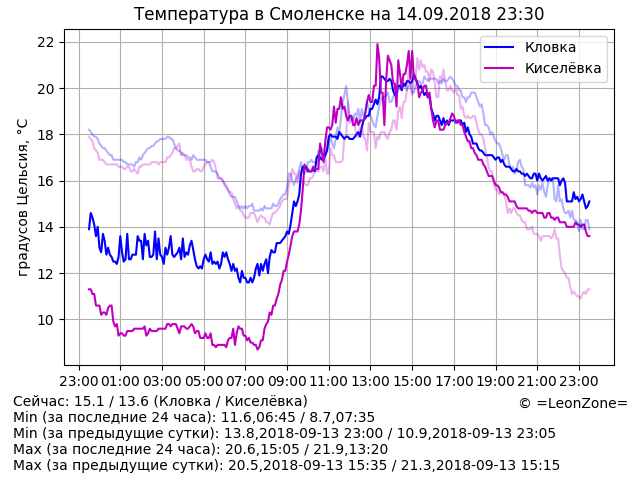 Температура в Смоленске на 14.09.2018 23:30
градусов Цельсия, °C
22
20
18
16
14
12
10
Кловка
Киселёвка
23:00 01:00 03:00 05:00 07:00 09:00 11:00 13:00 15:00 17:00 19:00 21:00 23:00
Сейчас: 15.1 / 13.6 (Кловка / Киселёвка)
© =LeonZone=
Min (за последние 24 часа): 11.6,06:45 / 8.7,07:35
Min (за предыдущие сутки): 13.8,2018-09-13 23:00 / 10.9,2018-09-13 23:05
Max (за последние 24 часа): 20.6,15:05 / 21.9,13:20
Max (за предыдущие сутки): 20.5,2018-09-13 15:35 / 21.3,2018-09-13 15:15